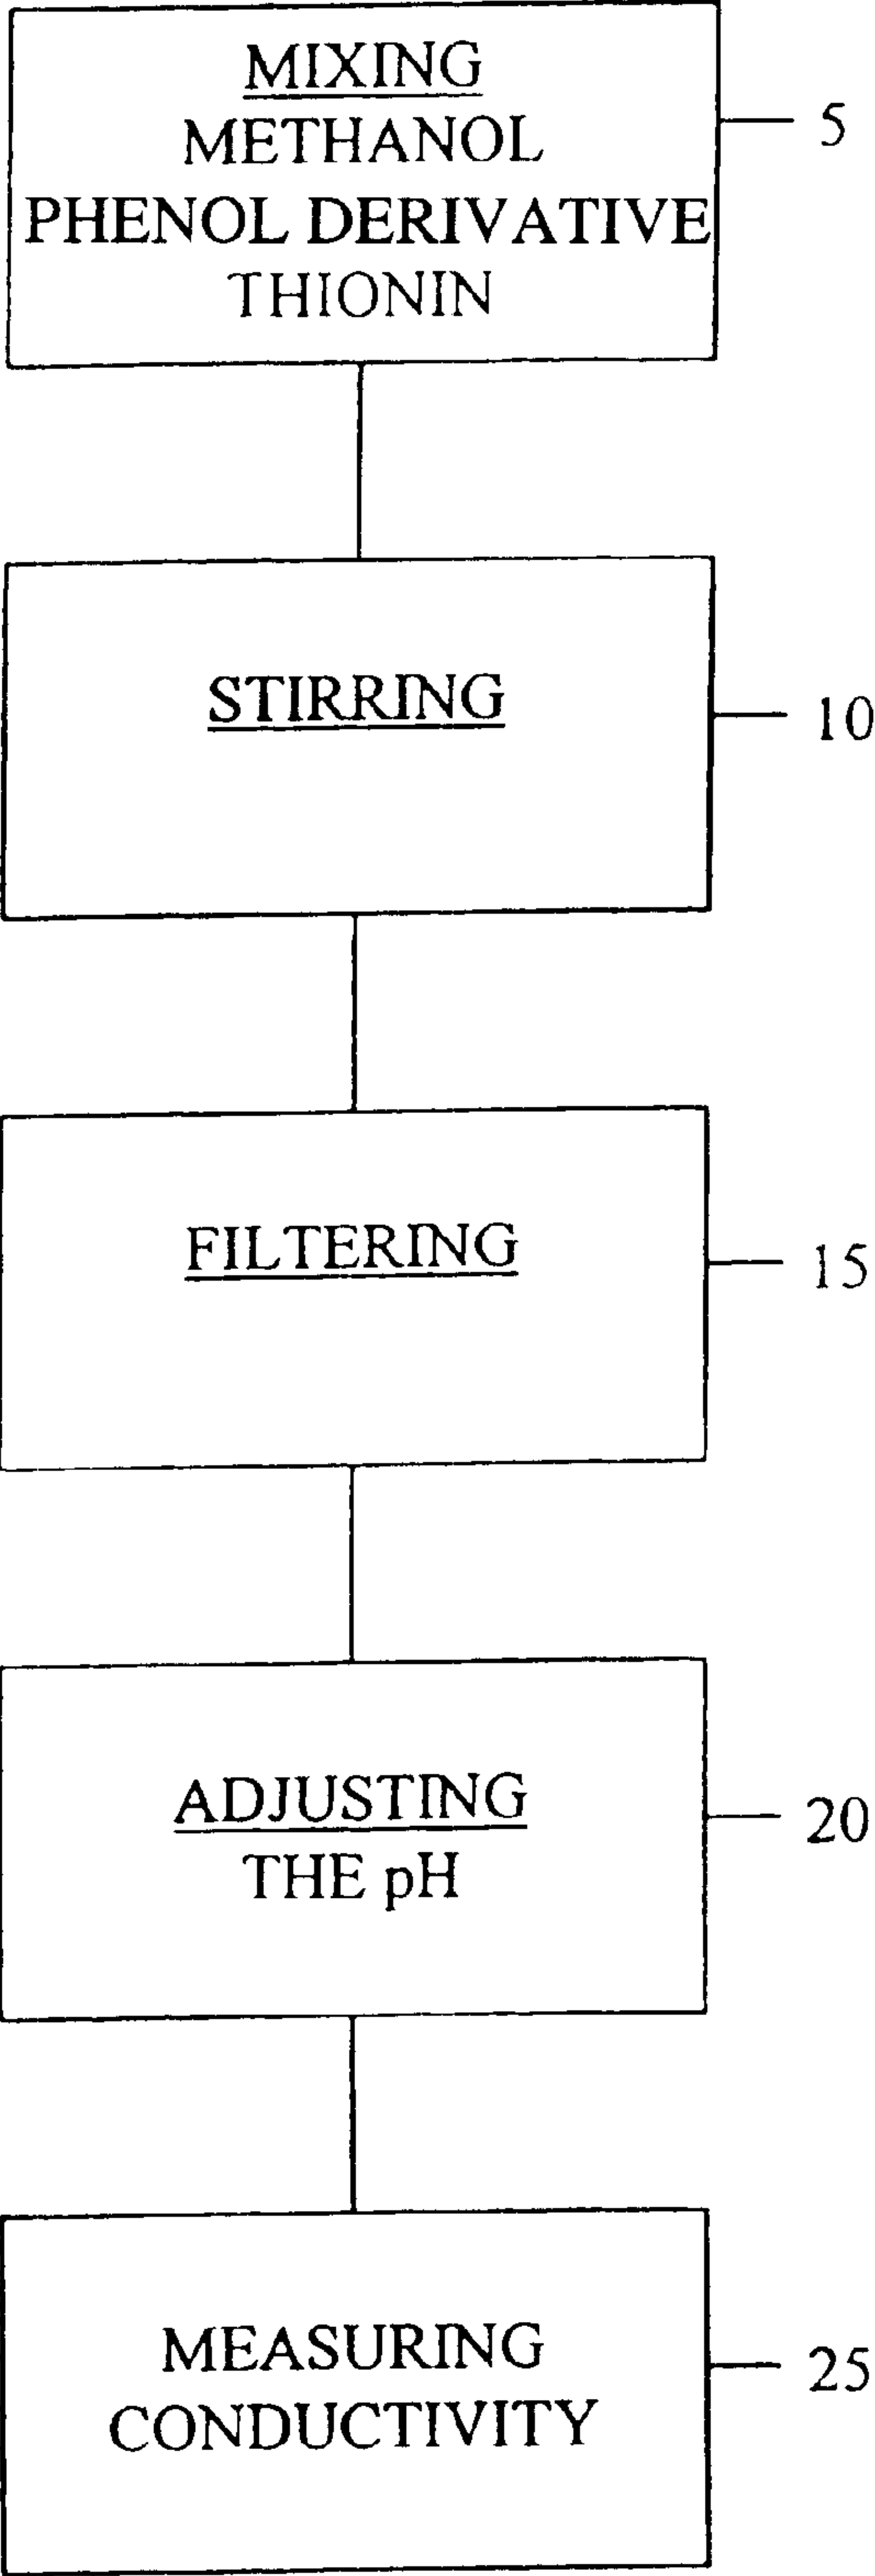 MIXING
METHANOL
PHENOL DERIVATIVE
THIONIN
5
STIRRING
10
FILTERING
15
ADJUSTING
THE pH
20
MEASURING
CONDUCTIVITY
25